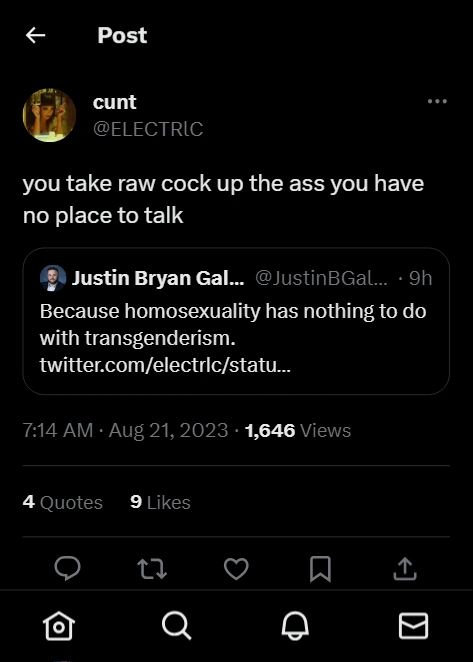 Post
cunt
@ELECTRlC
you take raw cock up the ass you have
no place to talk
Justin Bryan Gal... @JustinBGal... · 9h
Because homosexuality has nothing to do
with transgenderism.
twitter.com/electrlc/statu...
7:14 AM · Aug 21, 2023 · 1,646 Views
4 Quotes 9 Likes